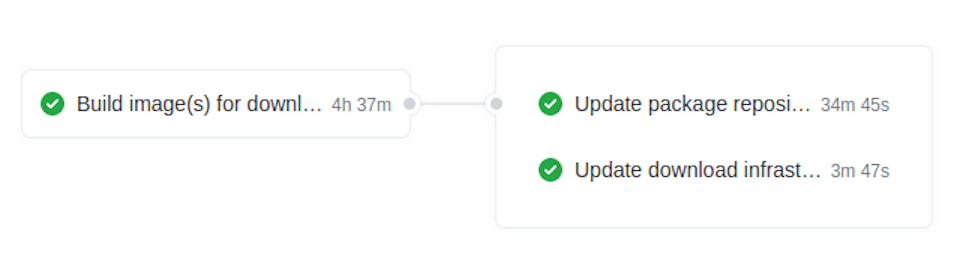 Build image(s) for downl... 4h 37m
Update package reposi... 34m 45s
Update download infrast... 3m 47s